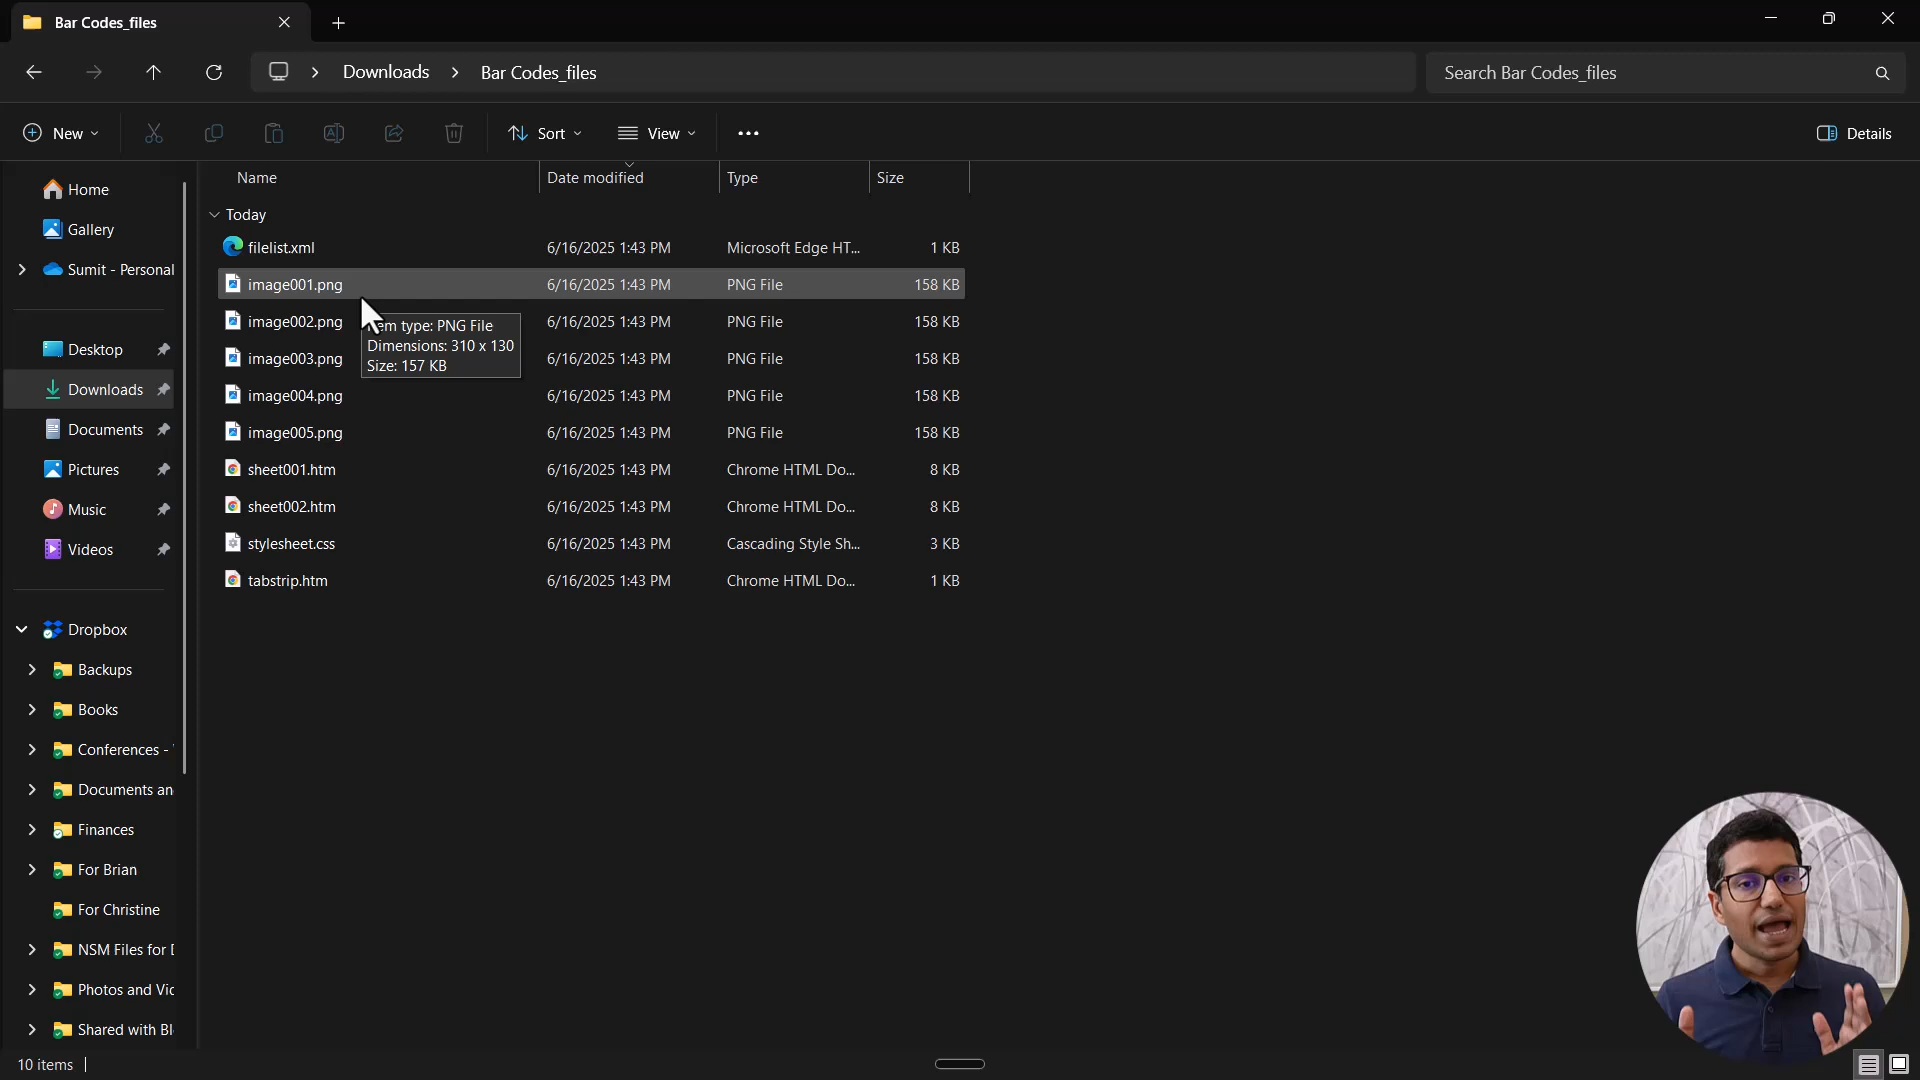 Bar Codes_files
Downloads Bar Codes_files
Search Bar Codes_files
New
Sort
View
Details
Home
Gallery
Sumit - Personal
Desktop
Downloads
Documents
Pictures
Music
Videos
Dropbox
Backups
Books
Conferences -
Documents an
Finances
For Brian
For Christine
NSM Files for
Photos and Vic
Shared with Bl
Name Date modified Type Size
Today
filelist.xml 6/16/2025 1:43 PM Microsoft Edge HT... 1 KB
image001.png 6/16/2025 1:43 PM PNG File 158 KB
image002.png 6/16/2025 1:43 PM PNG File 158 KB
image003.png 6/16/2025 1:43 PM PNG File 158 KB
image004.png 6/16/2025 1:43 PM PNG File 158 KB
image005.png 6/16/2025 1:43 PM PNG File 158 KB
sheet001.htm 6/16/2025 1:43 PM Chrome HTML Do... 8 KB
sheet002.htm 6/16/2025 1:43 PM Chrome HTML Do... 8 KB
stylesheet.css 6/16/2025 1:43 PM Cascading Style Sh... 3 KB
tabstrip.htm 6/16/2025 1:43 PM Chrome HTML Do... 1 KB
type: PNG File
Dimensions: 310 x 130
Size: 157 KB
10 items